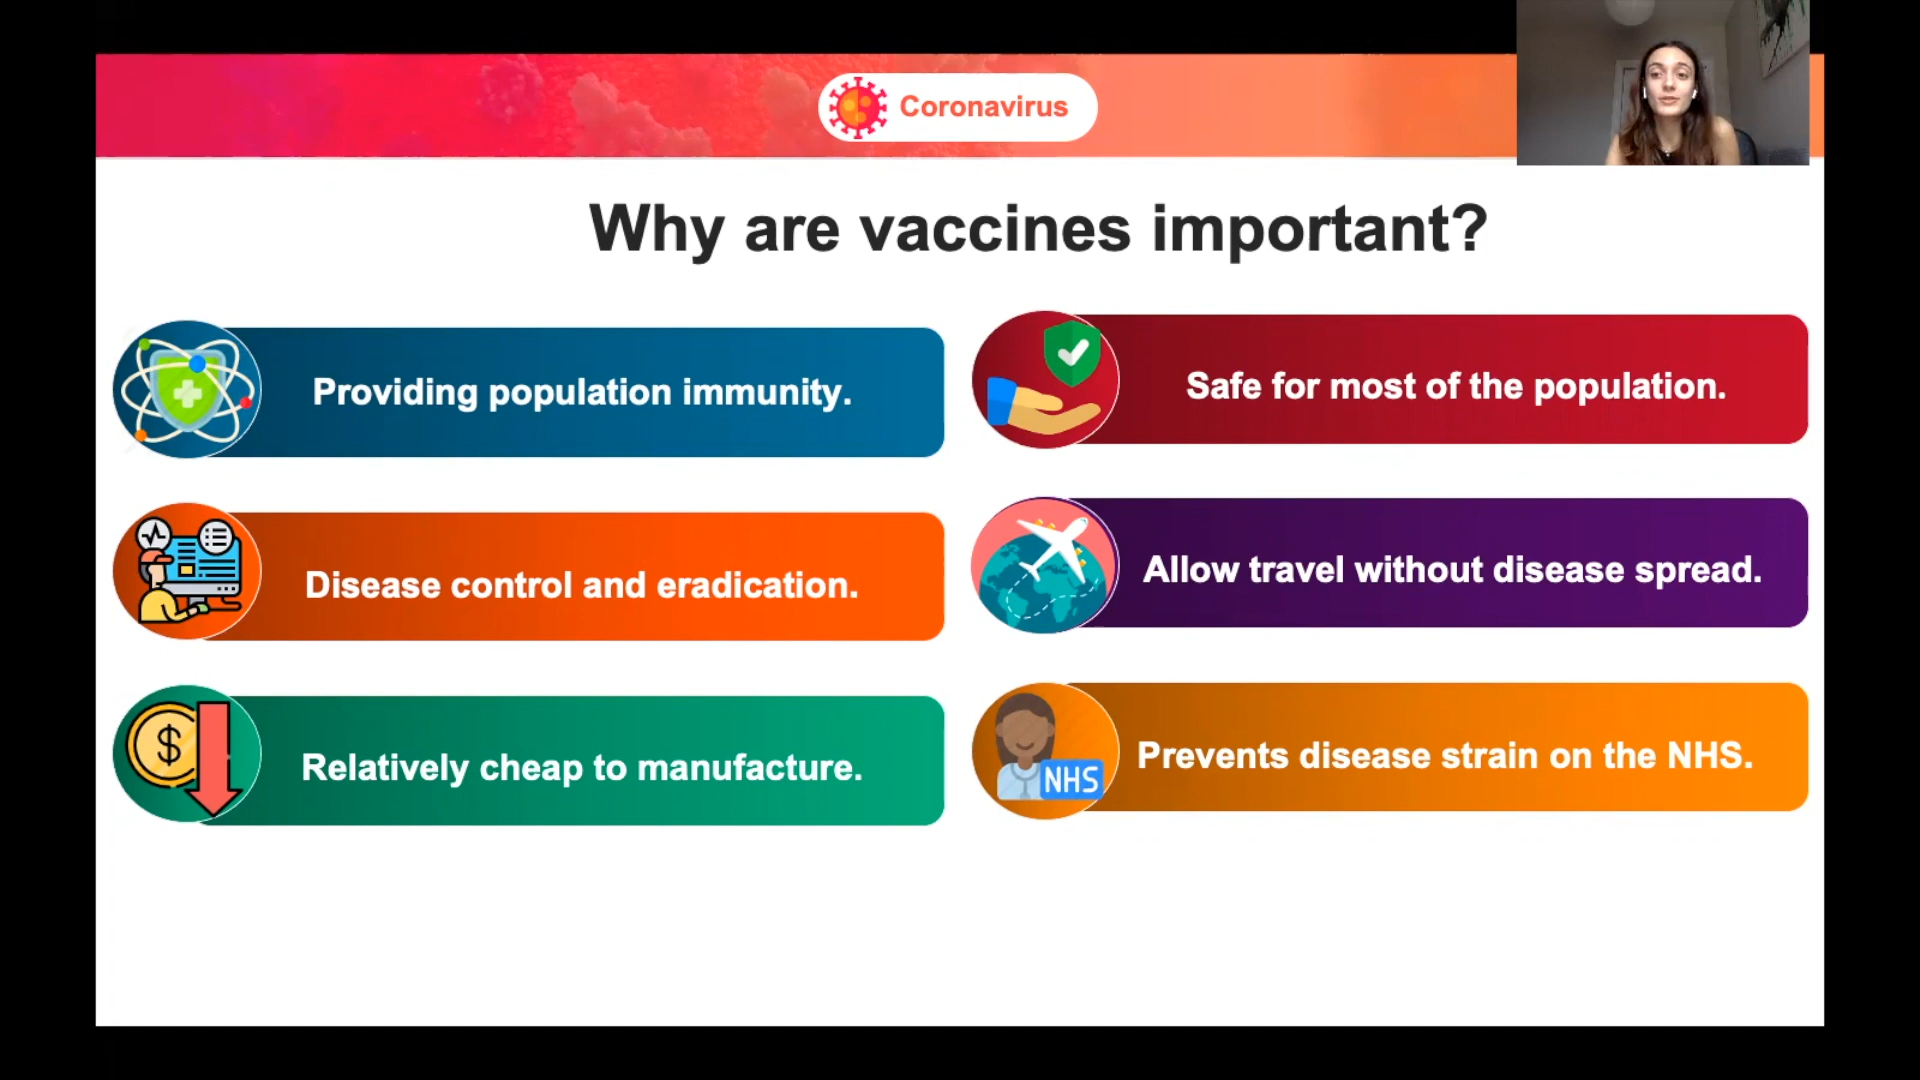 Coronavirus
Why are vaccines important?
Providing population immunity.
Safe for most of the population.
Disease control and eradication.
Allow travel without disease spread.
$
Relatively cheap to manufacture.
NHS
Prevents disease strain on the NHS.